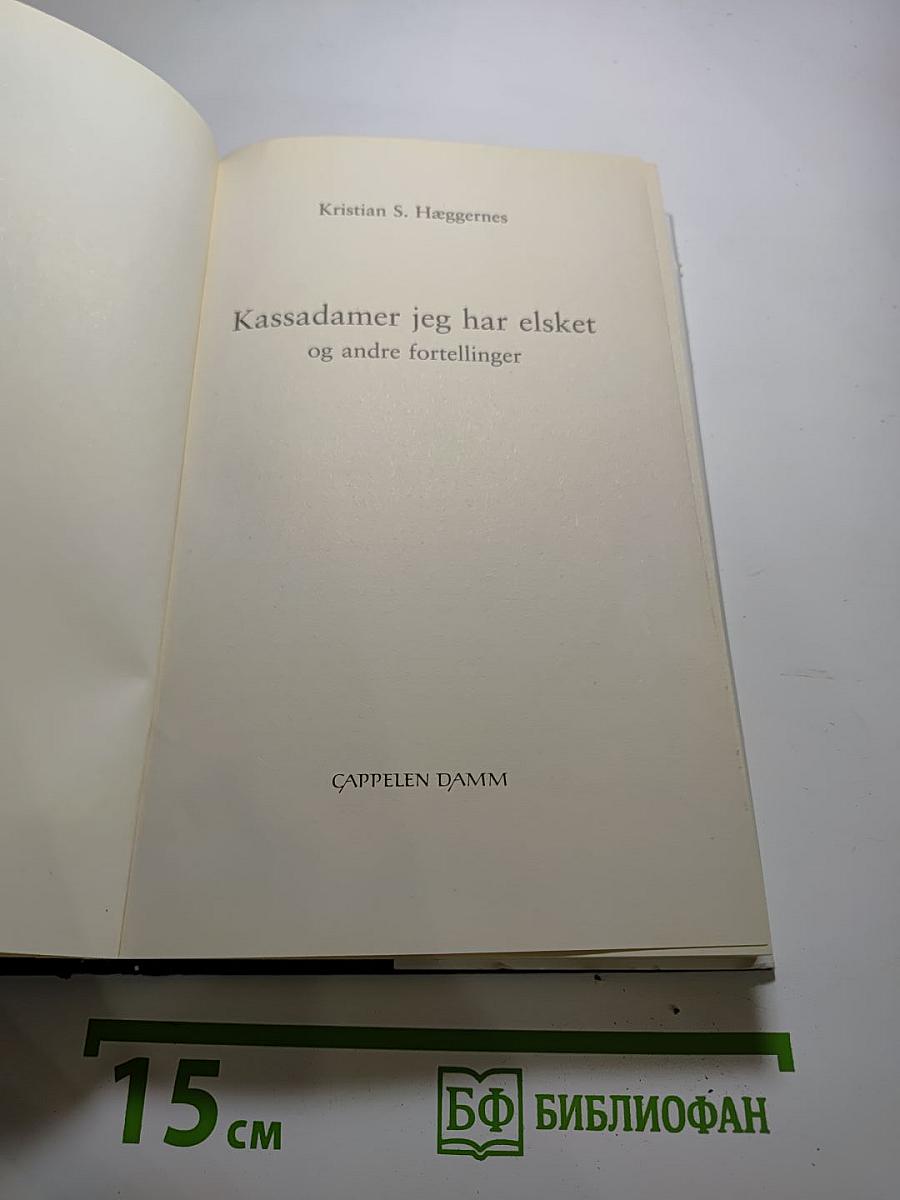 Kristian S. Hæggernes
Kassadamer jeg har elsket
og andre fortellinger
CAPPELEN DAMM
15 см
БФ БИБЛИОФАН